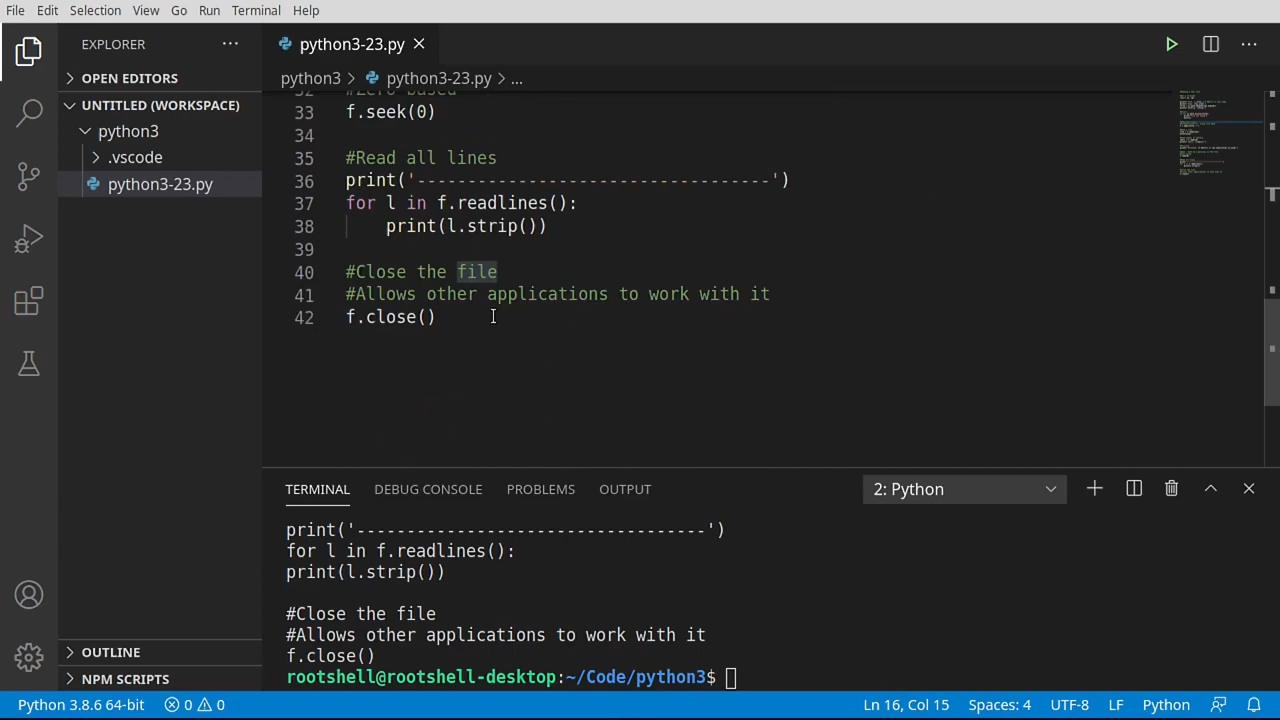 File Edit Selection View Go Run Terminal Help
EXPLORER
OPEN EDITORS
UNTITLED (WORKSPACE)
python3
.vscode
python3-23.py
OUTLINE
NPM SCRIPTS
python3-23.py
python3 > python3-23.py > ...
32 #Zero based
33 f.seek(0)
34
35 #Read all lines
36 print('-----------------------------------')
37 for l in f.readlines():
38 print(l.strip())
39
40 #Close the file
41 #Allows other applications to work with it
42 f.close()
TERMINAL DEBUG CONSOLE PROBLEMS OUTPUT 2: Python
print('-----------------------------------')
for l in f.readlines():
print(l.strip())
#Close the file
#Allows other applications to work with it
f.close()
rootshell@rootshell-desktop:~/Code/python3$
Python 3.8.6 64-bit 0 0 Ln 16, Col 15 Spaces: 4 UTF-8 LF Python